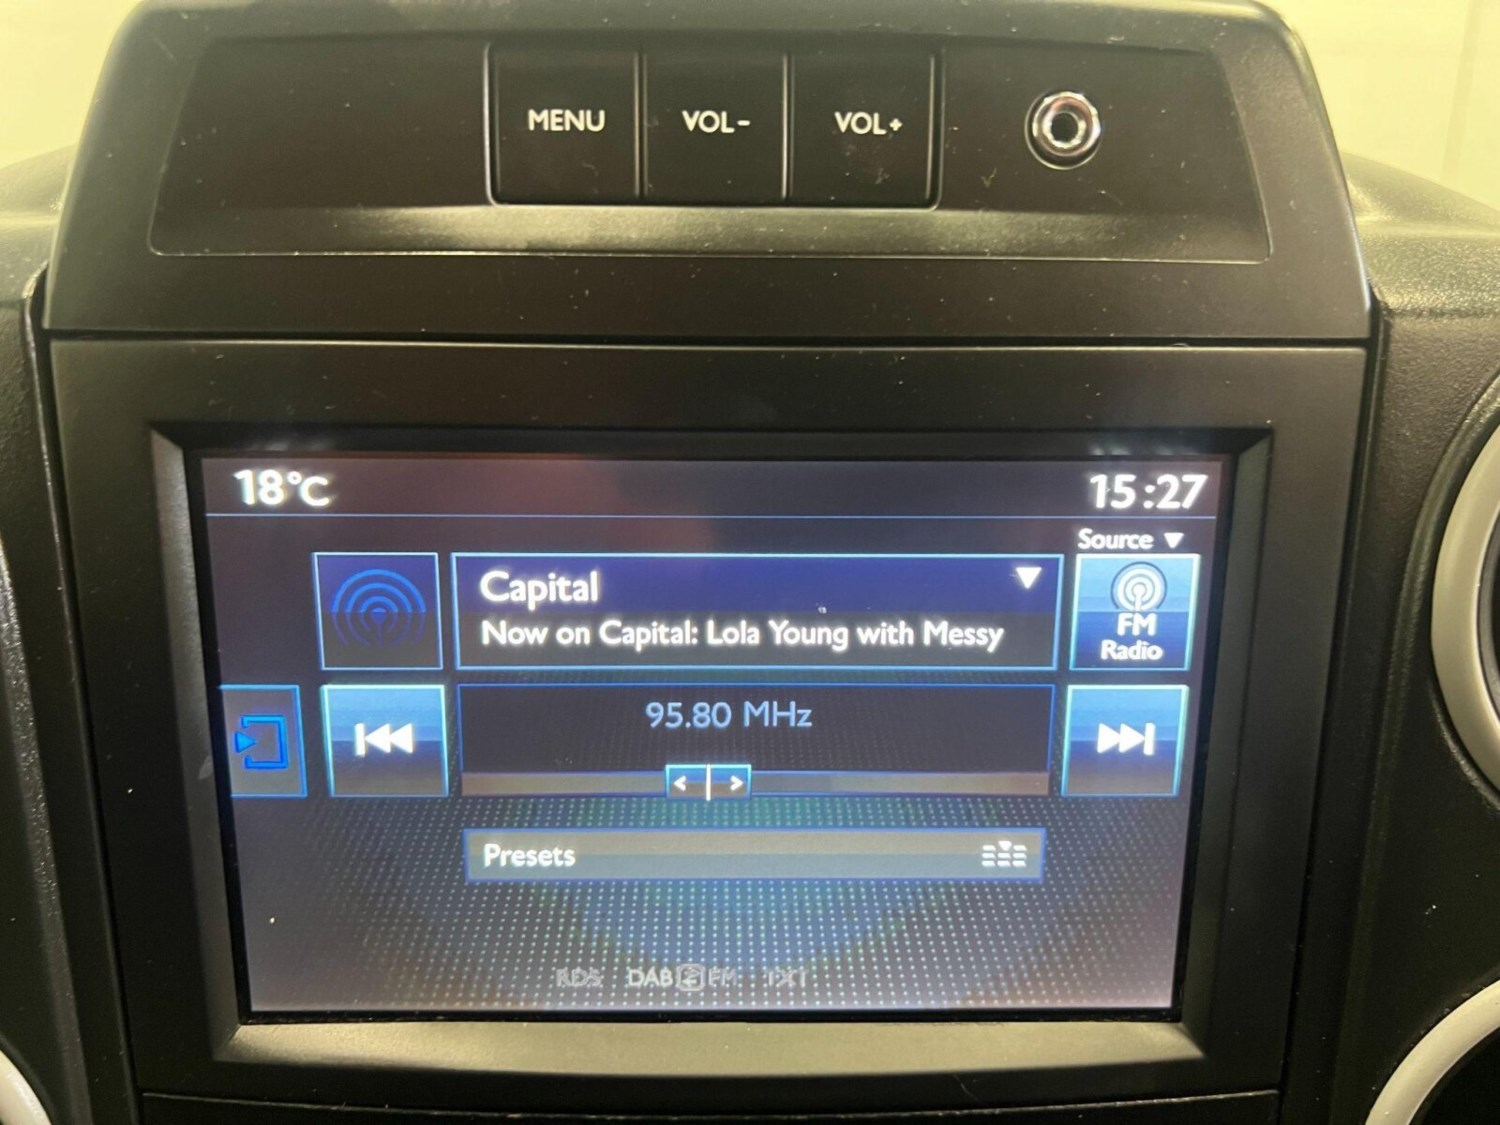 MENU VOL- VOL+
18°C 15:27
Source
Capital
Now on Capital: Lola Young with Messy
FM
Radio
95.80 MHz
Presets
RDS DAB FM TXT